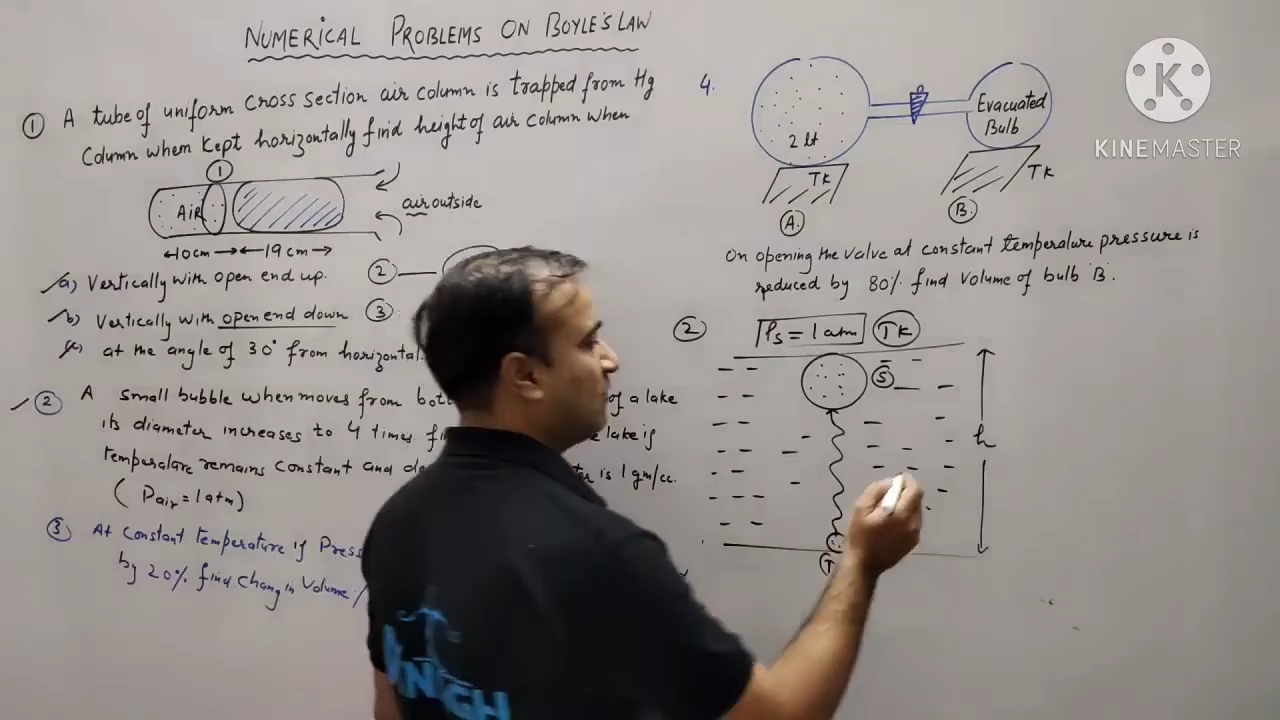 NUMERICAL PROBLEMS ON BOYLE'S LAW
① A tube of uniform cross section air column is trapped from Hg
Column when kept horizontally find height of air column when
①
Air
air outside
10cm 19cm
a) Vertically with open end up.
②
b) Vertically with open end down
③
c) at the angle of 30° from horizontal.
② A small bubble when moves from of a lake
its diameter increases to 4 times. lake if
temperature remains constant and is 1 gm/cc.
(Pair = 1atm)
③ At constant temperature if
by 20% find change in Volume
4.
2 lt
Evacuated
Bulb
TK
TK
A.
B.
On opening the valve at constant temperature pressure is
reduced by 80% find volume of bulb 'B'.
②
Ps = 1 atm
TK
S
h
KINEMASTER